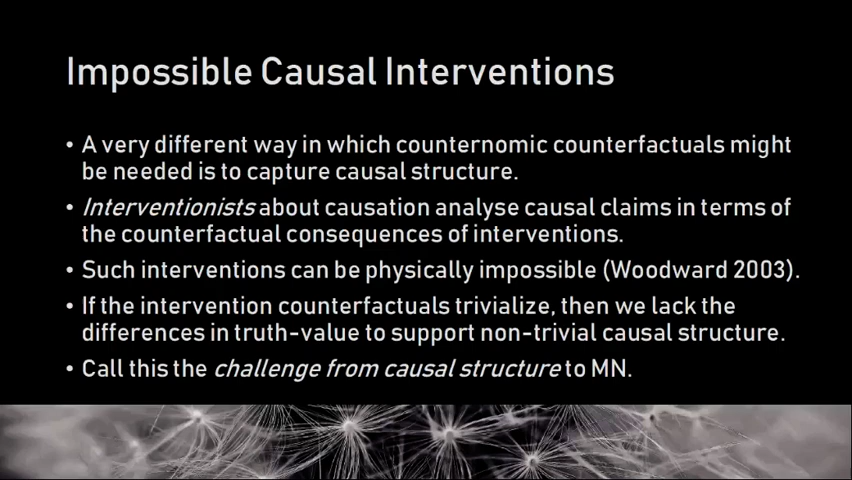 Impossible Causal Interventions
• A very different way in which counternomic counterfactuals might
be needed is to capture causal structure.
• Interventionists about causation analyse causal claims in terms of
the counterfactual consequences of interventions.
• Such interventions can be physically impossible (Woodward 2003).
• If the intervention counterfactuals trivialize, then we lack the
differences in truth-value to support non-trivial causal structure.
• Call this the challenge from causal structure to MN.